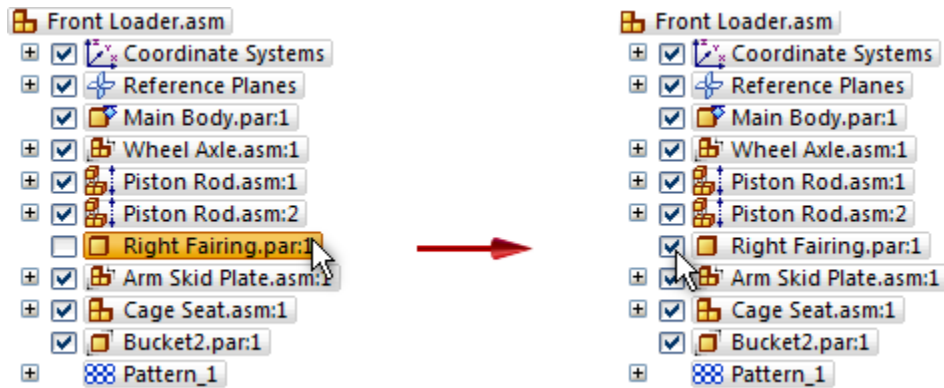 Front Loader.asm
Coordinate Systems
Reference Planes
Main Body.par:1
Wheel Axle.asm:1
Piston Rod.asm:1
Piston Rod.asm:2
Right Fairing.par:1
Arm Skid Plate.asm:1
Cage Seat.asm:1
Bucket2.par:1
Pattern_1
Front Loader.asm
Coordinate Systems
Reference Planes
Main Body.par:1
Wheel Axle.asm:1
Piston Rod.asm:1
Piston Rod.asm:2
Right Fairing.par:1
Arm Skid Plate.asm:1
Cage Seat.asm:1
Bucket2.par:1
Pattern_1